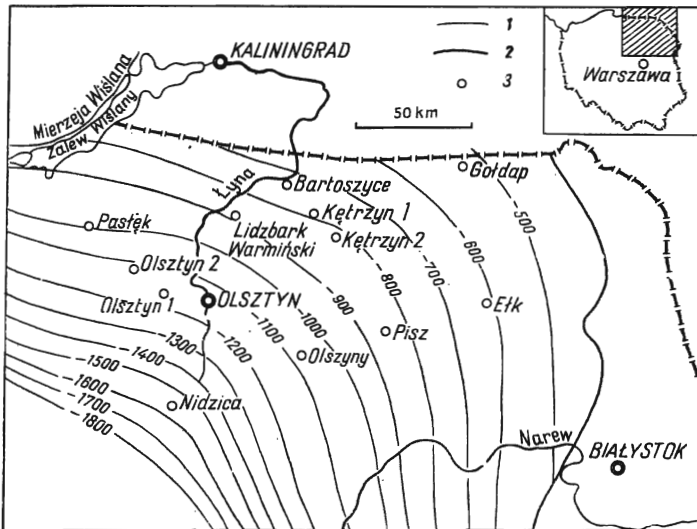 KALININGRAD
1
2
3
50 km
Warszawa
Mierzeja Wiślana
Zalew Wiślany
Łyna
Bartoszyce
Gołdap
-500
Pasłęk
Lidzbark
Warmiński
Kętrzyn 1
Kętrzyn 2
-600
-700
-800
Olsztyn 2
Olsztyn 1
OLSZTYN
-900
-1000
-1100
-1200
-1300
-1400
-1500
-1600
-1700
-1800
Ełk
Pisz
Olszyny
Nidzica
Narew
BIAŁYSTOK